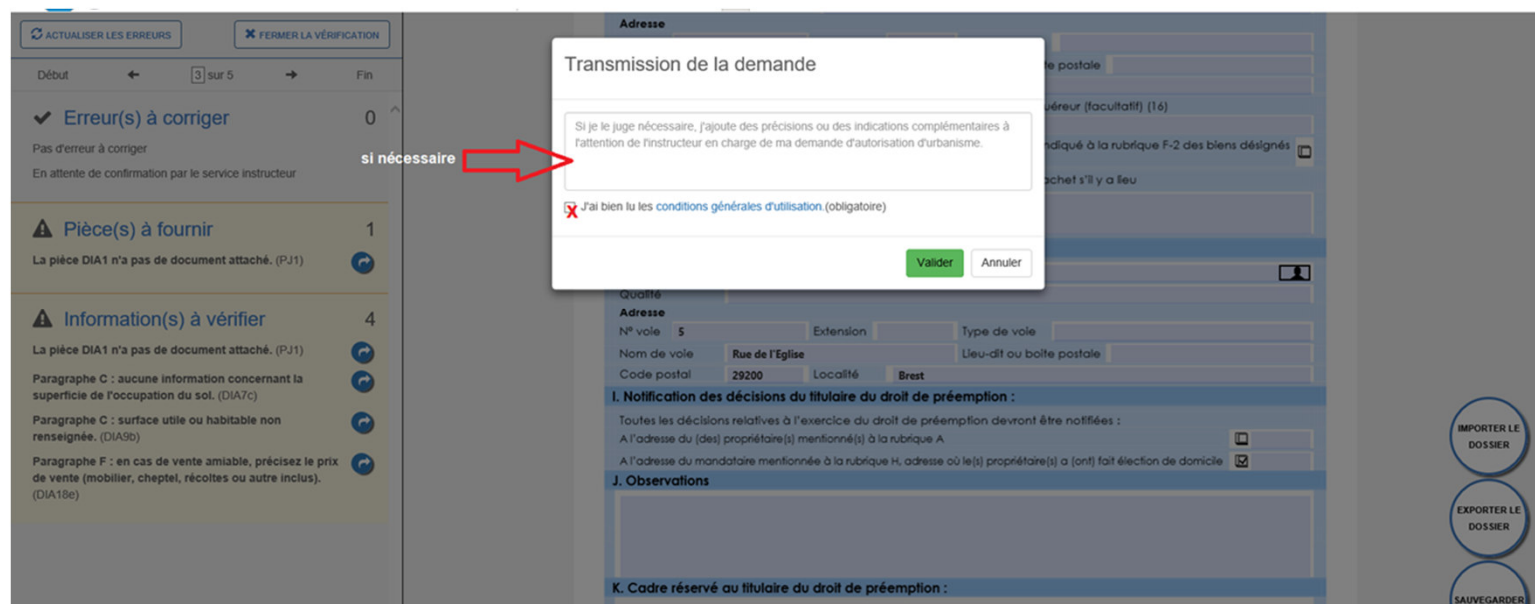 ACTUALISER LES ERREURS
FERMER LA VÉRIFICATION
Début
3 sur 5
Fin
Erreur(s) à corriger 0
Pas d'erreur à corriger
En attente de confirmation par le service instructeur
Pièce(s) à fournir 1
La pièce DIA1 n'a pas de document attaché. (PJ1)
Information(s) à vérifier 4
La pièce DIA1 n'a pas de document attaché. (PJ1)
Paragraphe C : aucune information concernant la
superficie de l'occupation du sol. (DIA7c)
Paragraphe C : surface utile ou habitable non
renseignée. (DIA9b)
Paragraphe F : en cas de vente amiable, précisez le prix
de vente (mobilier, cheptel, récoltes ou autre inclus).
(DIA18e)
si nécessaire
Transmission de la demande
Si je le juge nécessaire, j'ajoute des précisions ou des indications complémentaires à
l'attention de l'instructeur en charge de ma demande d'autorisation d'urbanisme.
X J'ai bien lu les conditions générales d'utilisation.(obligatoire)
Valider
Annuler
Adresse
te postale
uéreur (facultatif) (16)
ndiqué à la rubrique F-2 des biens désignés
achet s'il y a lieu
Qualité
Adresse
N° voie 5 Extension Type de voie
Nom de voie Rue de l'Eglise Lieu-dit ou boîte postale
Code postal 29200 Localité Brest
I. Notification des décisions du titulaire du droit de préemption :
Toutes les décisions relatives à l'exercice du droit de préemption devront être notifiées :
A l'adresse du (des) propriétaire(s) mentionné(s) à la rubrique A
A l'adresse du mandataire mentionnée à la rubrique H, adresse où le(s) propriétaire(s) a (ont) fait élection de domicile
J. Observations
K. Cadre réservé au titulaire du droit de préemption :
IMPORTER LE
DOSSIER
EXPORTER LE
DOSSIER
SAUVEGARDER